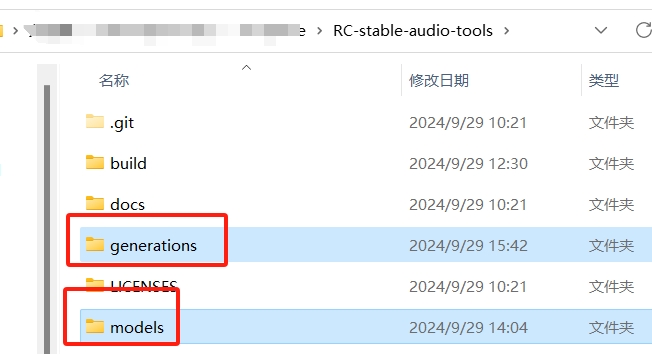 e > RC-stable-audio-tools >
名称 修改日期 类型
.git 2024/9/29 10:21 文件夹
build 2024/9/29 12:30 文件夹
docs 2024/9/29 10:21 文件夹
generations 2024/9/29 15:42 文件夹
LICENSES 2024/9/29 10:21 文件夹
models 2024/9/29 14:04 文件夹